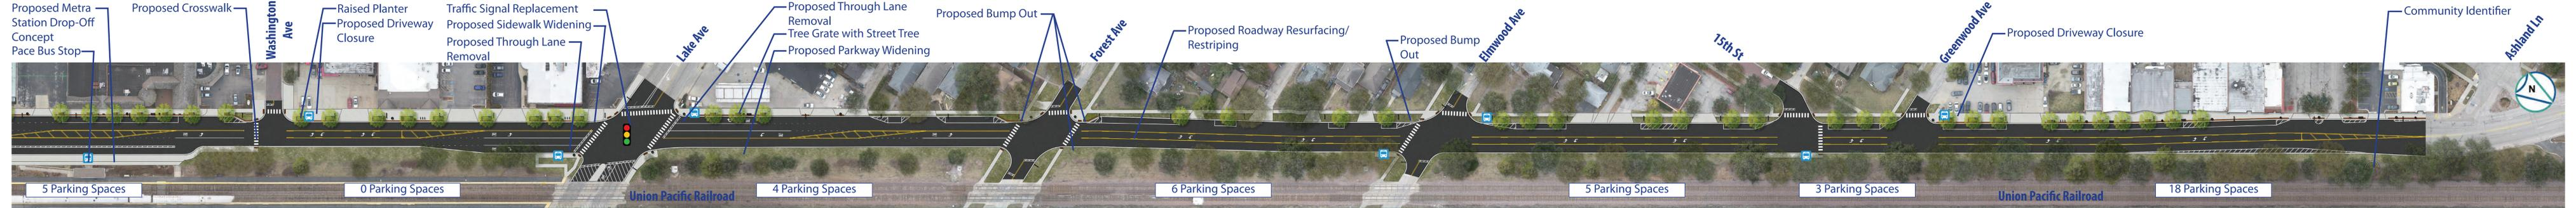 Proposed Metra
Station Drop-Off
Concept
Pace Bus Stop
Proposed Crosswalk
Washington
Ave
Raised Planter
Proposed Driveway
Closure
Traffic Signal Replacement
Proposed Sidewalk Widening
Proposed Through Lane
Removal
Lake Ave
Proposed Through Lane
Removal
Tree Grate with Street Tree
Proposed Parkway Widening
Proposed Bump Out
Forest Ave
Proposed Roadway Resurfacing/
Restriping
Proposed Bump
Out
Elmwood Ave
15th St
Greenwood Ave
Proposed Driveway Closure
Community Identifier
Ashland Ln
N
5 Parking Spaces
0 Parking Spaces
Union Pacific Railroad
4 Parking Spaces
6 Parking Spaces
5 Parking Spaces
3 Parking Spaces
Union Pacific Railroad
18 Parking Spaces